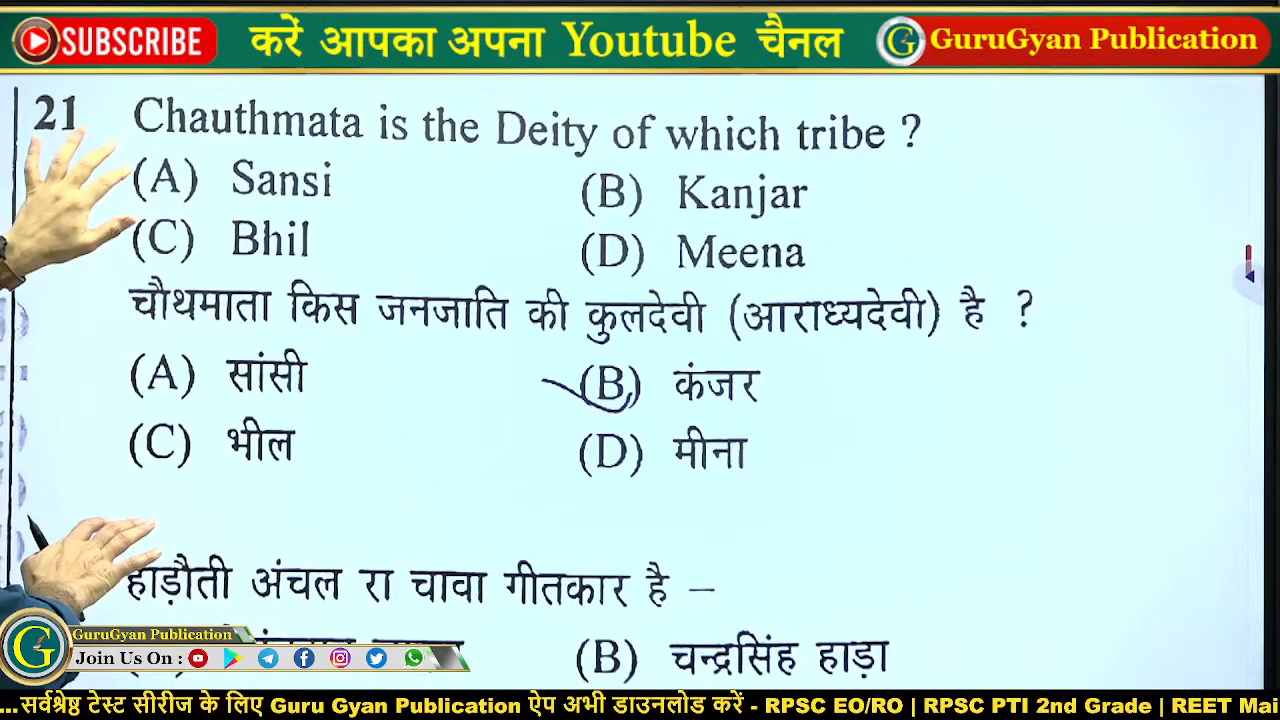 SUBSCRIBE करें आपका अपना Youtube चैनल G GuruGyan Publication
21 Chauthmata is the Deity of which tribe ?
(A) Sansi (B) Kanjar
(C) Bhil (D) Meena
चौथमाता किस जनजाति की कुलदेवी (आराध्यदेवी) है ?
(A) सांसी (B) कंजर
(C) भील (D) मीना
हाड़ौती अंचल रा चावा गीतकार है –
(B) चन्द्रसिंह हाड़ा
G GuruGyan Publication
Join Us On :
...सर्वश्रेष्ठ टेस्ट सीरीज के लिए Guru Gyan Publication ऐप अभी डाउनलोड करें - RPSC EO/RO | RPSC PTI 2nd Grade | REET Mai